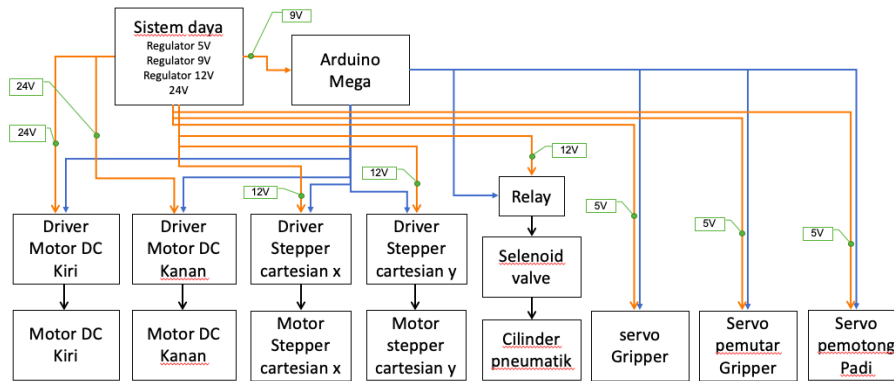 Sistem daya
Regulator 5V
Regulator 9V
Regulator 12V
24V
9V
Arduino
Mega
24V
24V
12V
12V
12V
5V
5V
5V
Driver
Motor DC
Kiri
Driver
Motor DC
Kanan
Driver
Stepper
cartesian x
Driver
Stepper
cartesian y
Relay
Selenoid
valve
Motor DC
Kiri
Motor DC
Kanan
Motor
Stepper
cartesian x
Motor
stepper
cartesian y
Cilinder
pneumatik
servo
Gripper
Servo
pemutar
Gripper
Servo
pemotong
Padi